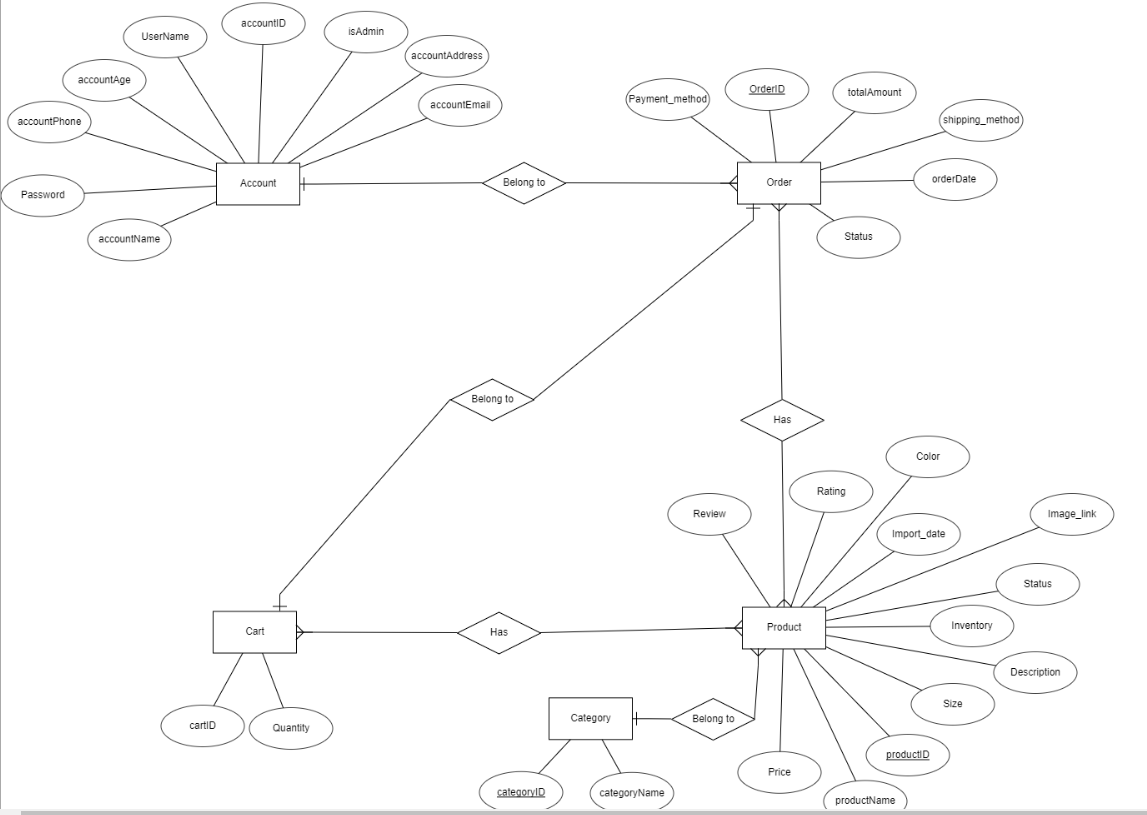 accountID
isAdmin
UserName
accountAddress
accountAge
accountEmail
accountPhone
Password
accountName
Account
Belong to
Payment_method
OrderID
totalAmount
shipping_method
Order
orderDate
Status
Belong to
Has
Color
Rating
Review
Image_link
Import_date
Status
Inventory
Product
Description
Size
productID
Price
productName
Cart
Has
cartID
Quantity
Category
Belong to
categoryID
categoryName